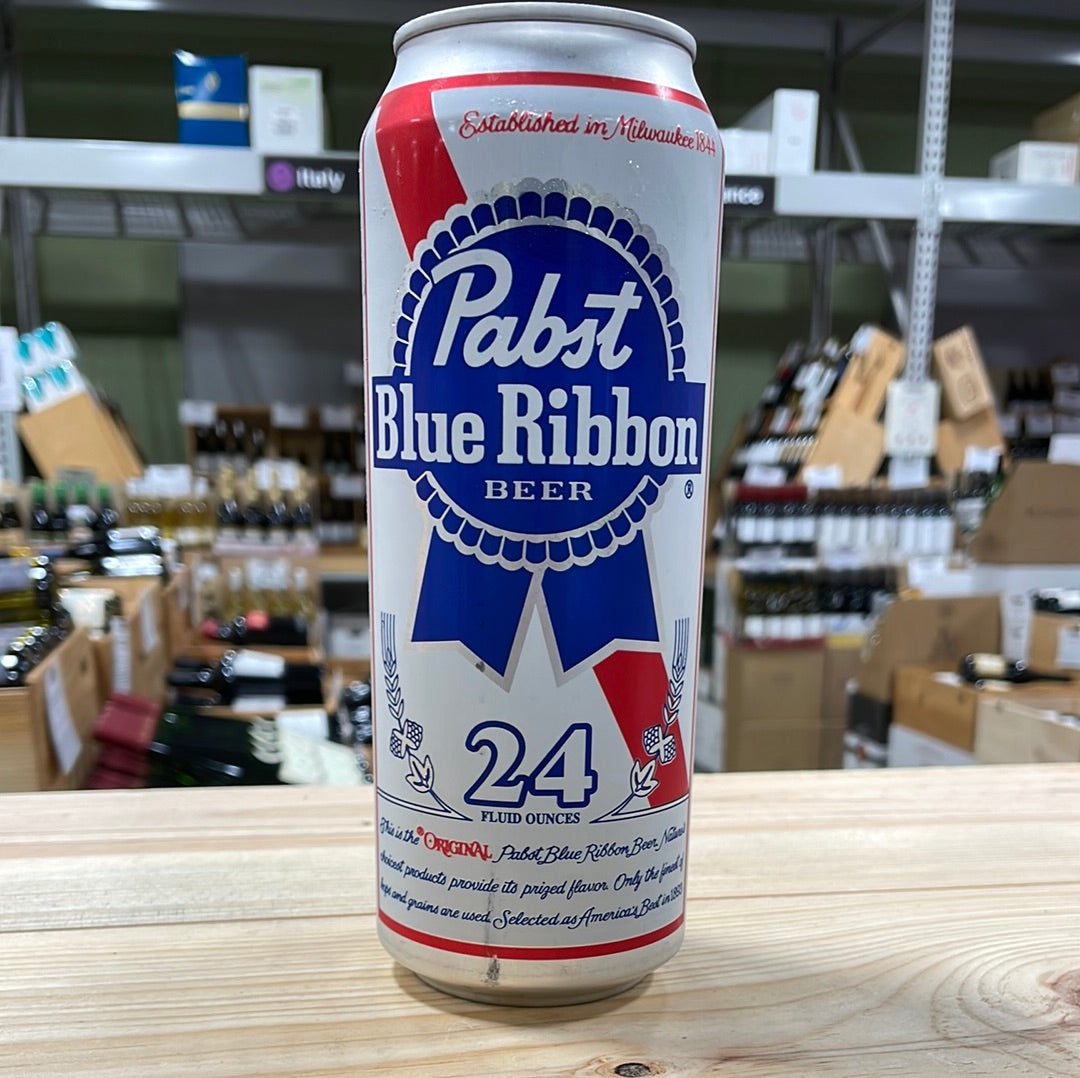 Established in Milwaukee 1844
Italy
Pabst
Blue Ribbon
BEER
®
24
FLUID OUNCES
This is the ORIGINAL Pabst Blue Ribbon Beer. Nature's
choicest products provide its prized flavor. Only the finest of
hops and grains are used. Selected as America's Best in 1893.